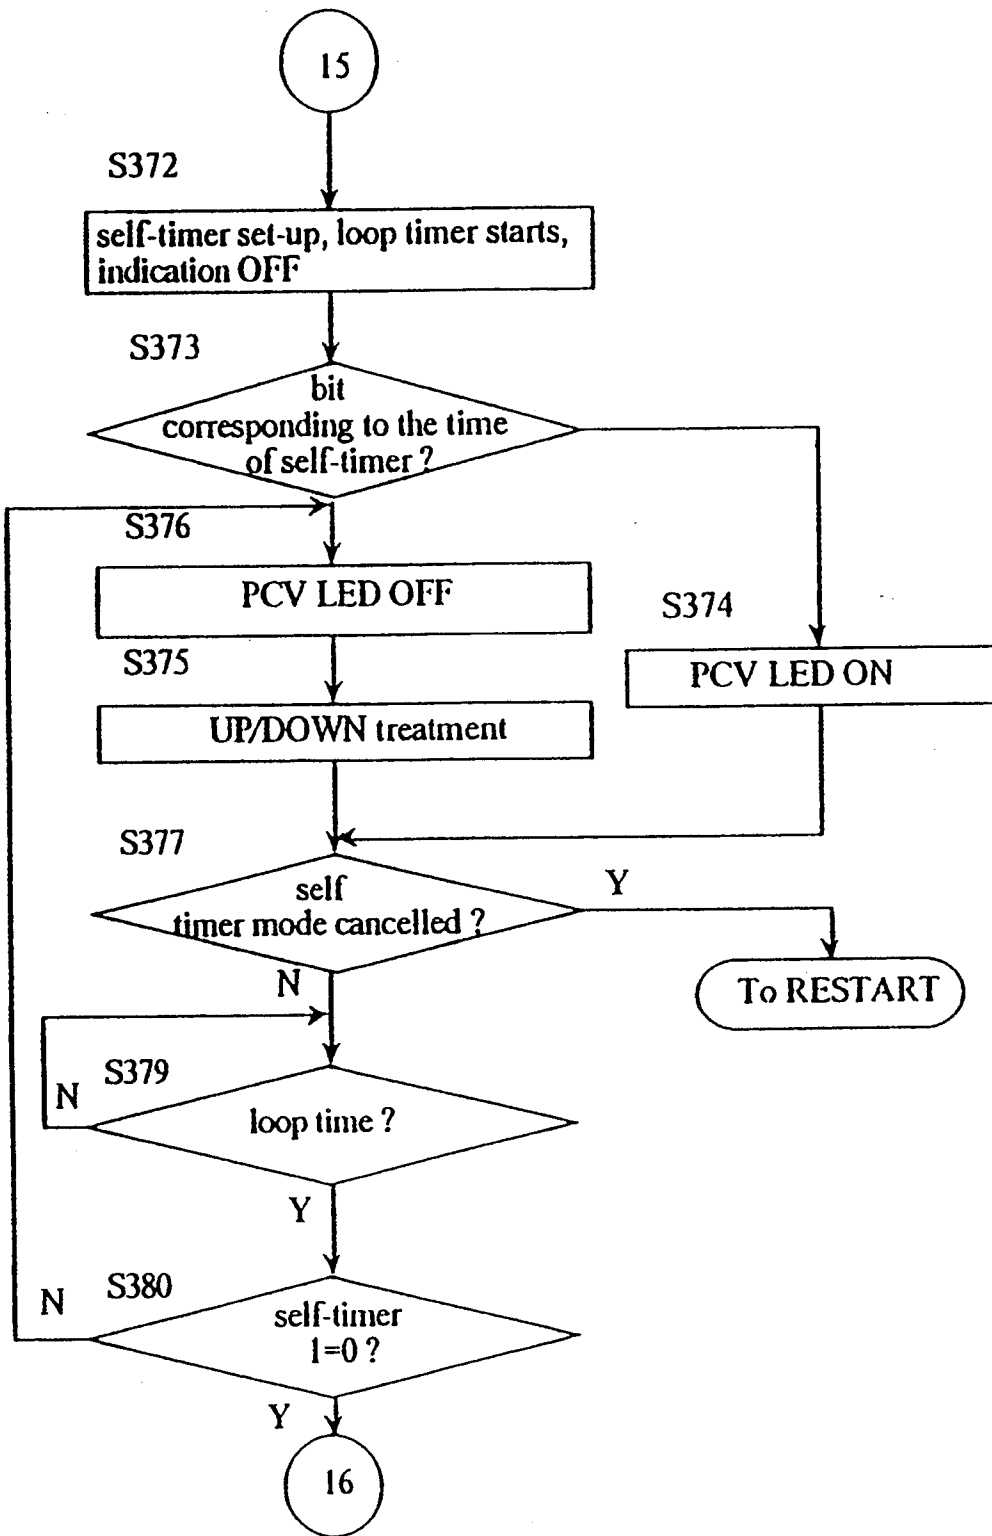 15
S372
self-timer set-up, loop timer starts,
indication OFF
S373
bit
corresponding to the time
of self-timer ?
S376
PCV LED OFF
S374
PCV LED ON
S375
UP/DOWN treatment
S377
self
timer mode cancelled ?
Y
N
To RESTART
S379
N
loop time ?
Y
S380
N
self-timer
1=0 ?
Y
16